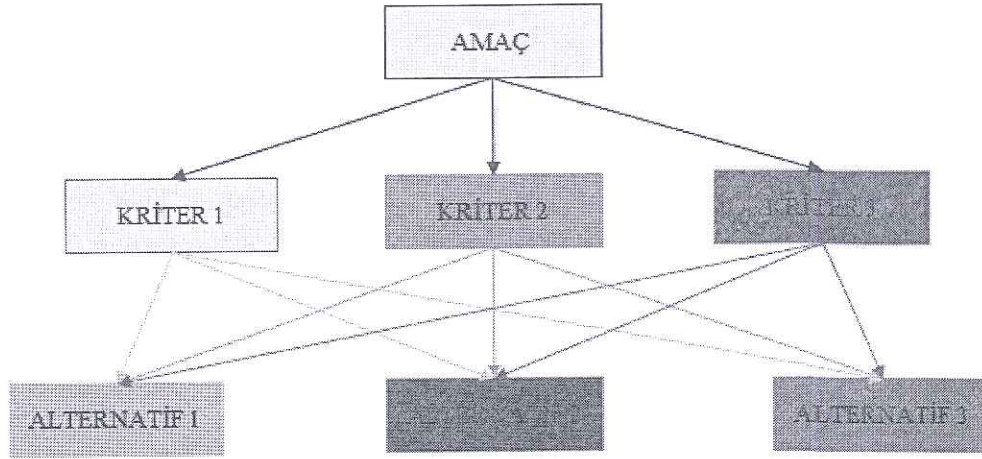 AMAÇ
KRİTER 1
KRİTER 2
KRİTER 3
ALTERNATİF 1
ALTERNATİF 3